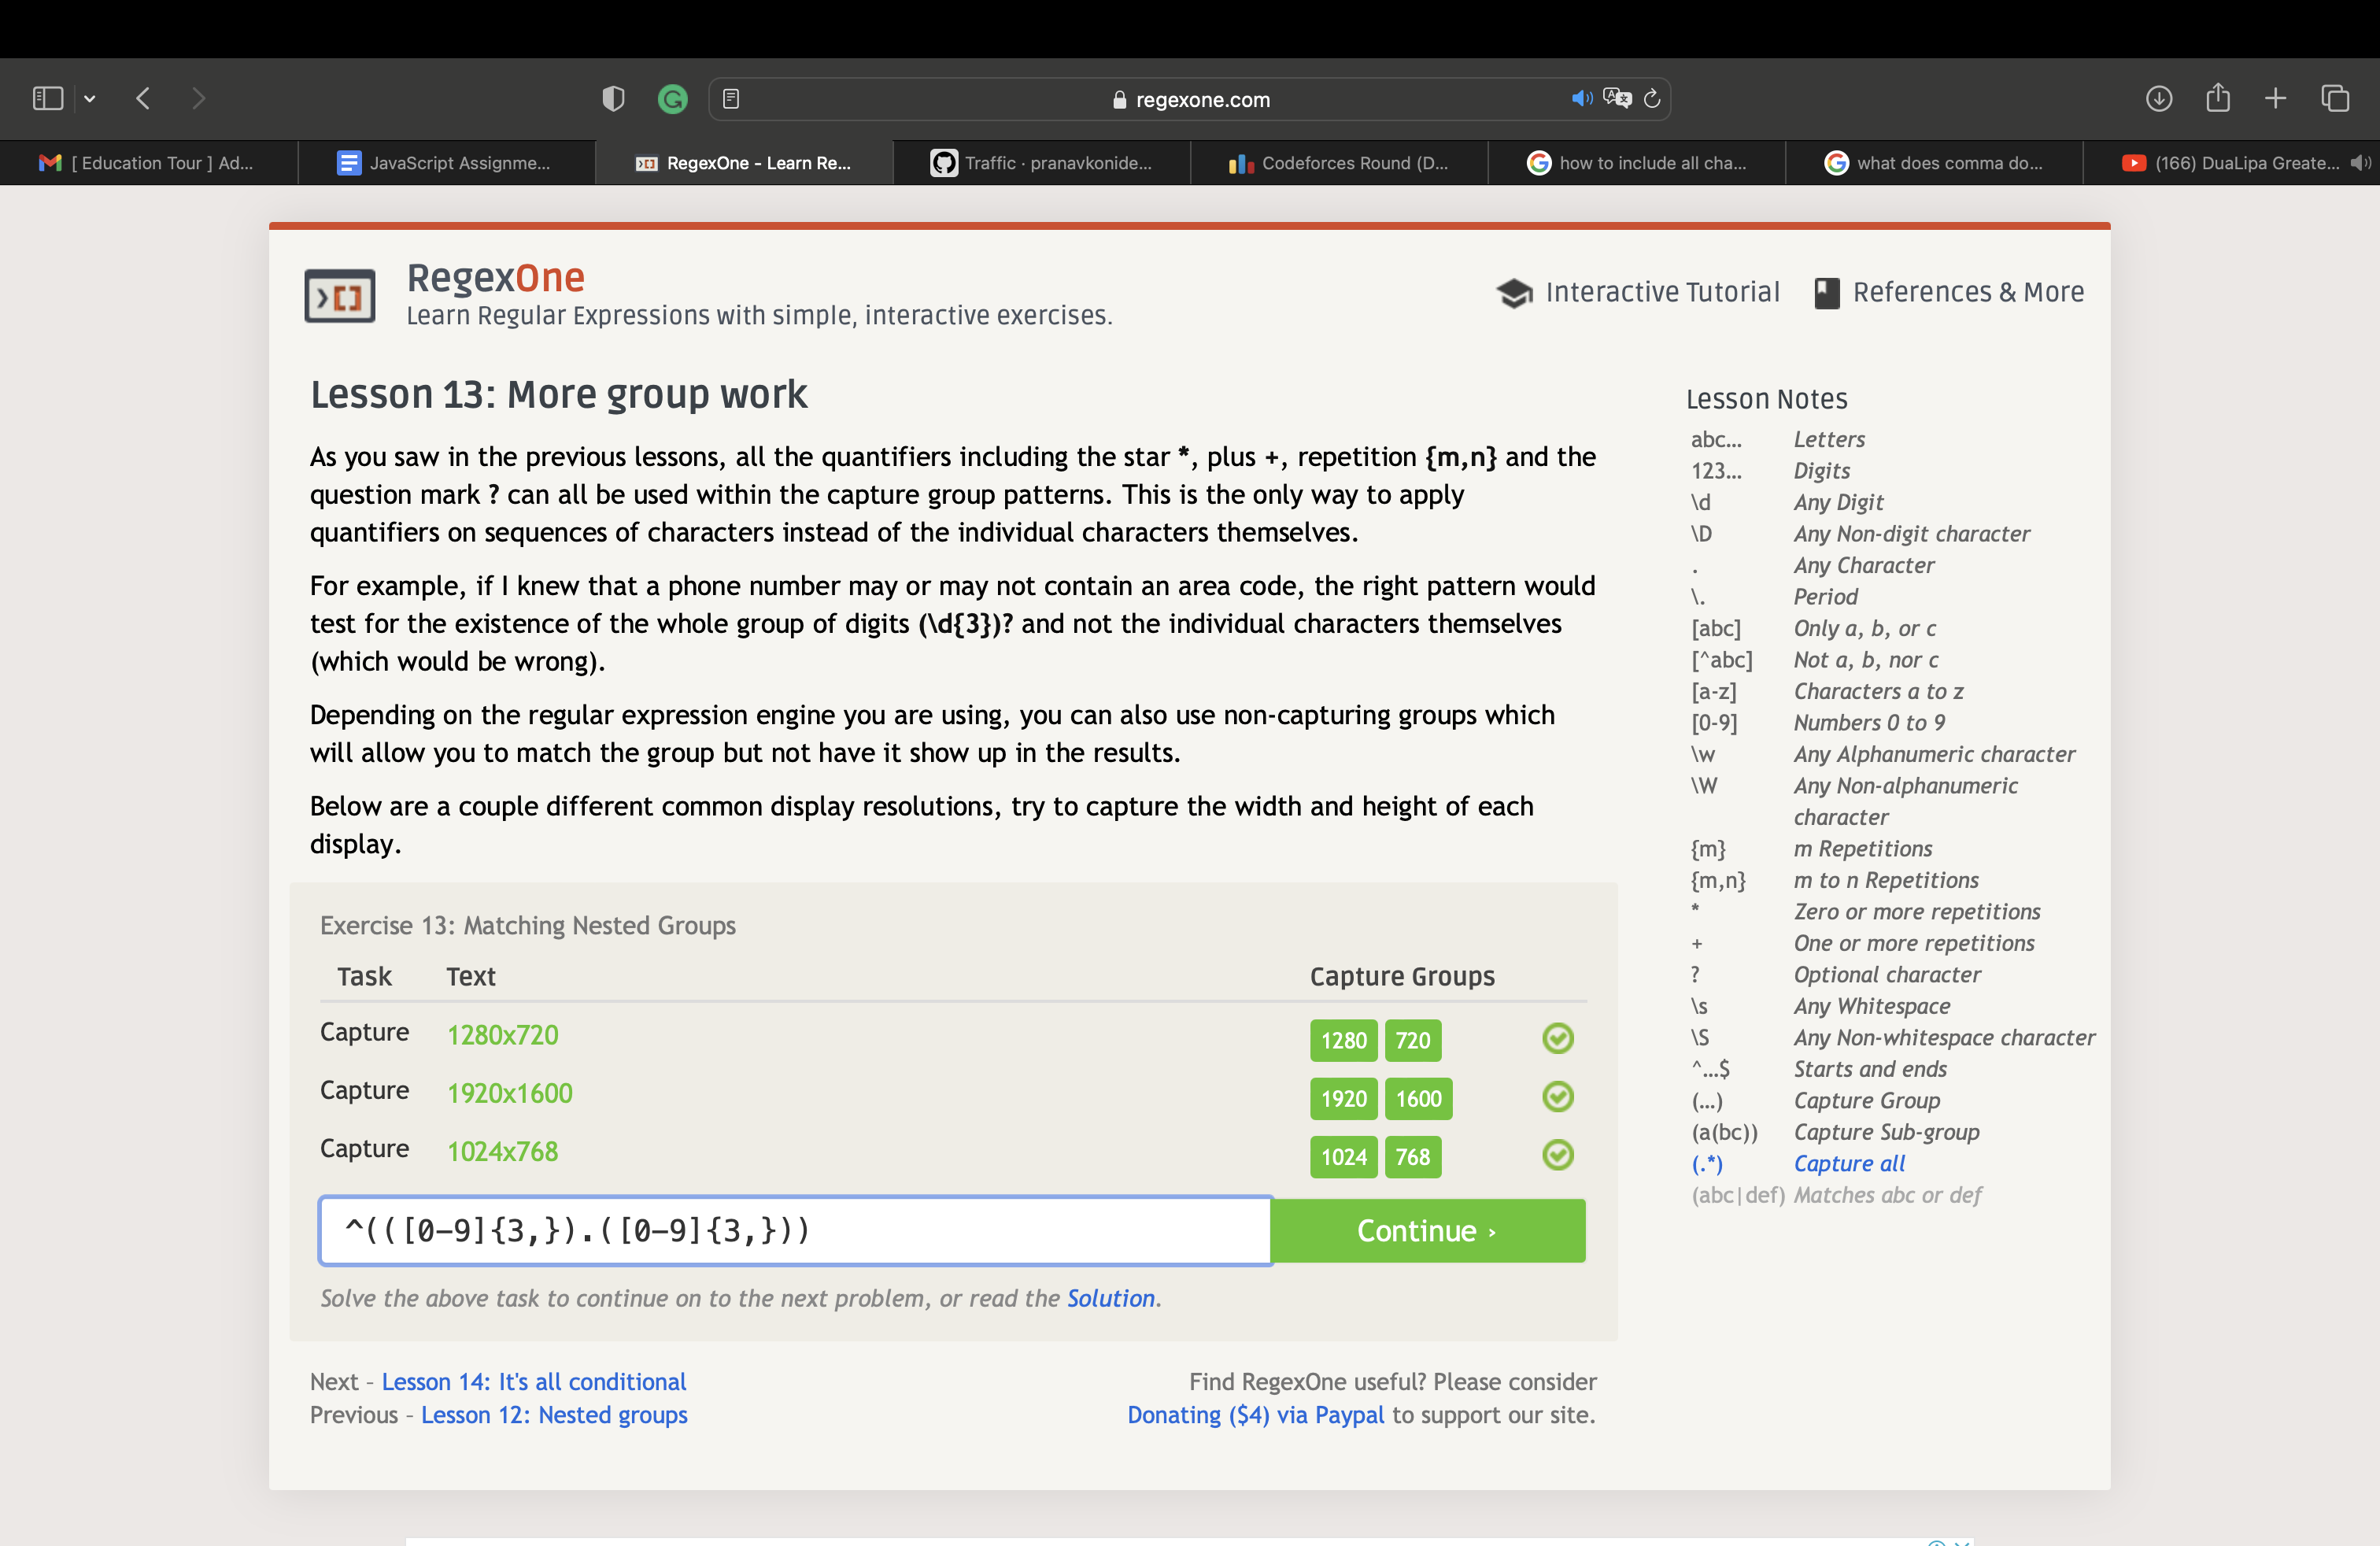 regexone.com
[ Education Tour ] Ad...
JavaScript Assignme...
RegexOne - Learn Re...
Traffic · pranavkonide...
Codeforces Round (D...
how to include all cha...
what does comma do...
(166) DuaLipa Greate...
RegexOne
Learn Regular Expressions with simple, interactive exercises.
Interactive Tutorial
References & More
Lesson 13: More group work
As you saw in the previous lessons, all the quantifiers including the star *, plus +, repetition {m,n} and the
question mark ? can all be used within the capture group patterns. This is the only way to apply
quantifiers on sequences of characters instead of the individual characters themselves.
For example, if I knew that a phone number may or may not contain an area code, the right pattern would
test for the existence of the whole group of digits (\d{3})? and not the individual characters themselves
(which would be wrong).
Depending on the regular expression engine you are using, you can also use non-capturing groups which
will allow you to match the group but not have it show up in the results.
Below are a couple different common display resolutions, try to capture the width and height of each
display.
Exercise 13: Matching Nested Groups
Task Text Capture Groups
Capture 1280x720 1280 720
Capture 1920x1600 1920 1600
Capture 1024x768 1024 768
^(([0-9]{3,}).([0-9]{3,}))
Continue ›
Solve the above task to continue on to the next problem, or read the Solution.
Next – Lesson 14: It's all conditional
Previous – Lesson 12: Nested groups
Find RegexOne useful? Please consider
Donating ($4) via Paypal to support our site.
Lesson Notes
abc… Letters
123… Digits
\d Any Digit
\D Any Non-digit character
. Any Character
\. Period
[abc] Only a, b, or c
[^abc] Not a, b, nor c
[a-z] Characters a to z
[0-9] Numbers 0 to 9
\w Any Alphanumeric character
\W Any Non-alphanumeric
character
{m} m Repetitions
{m,n} m to n Repetitions
* Zero or more repetitions
+ One or more repetitions
? Optional character
\s Any Whitespace
\S Any Non-whitespace character
^…$ Starts and ends
(…) Capture Group
(a(bc)) Capture Sub-group
(.*) Capture all
(abc|def) Matches abc or def